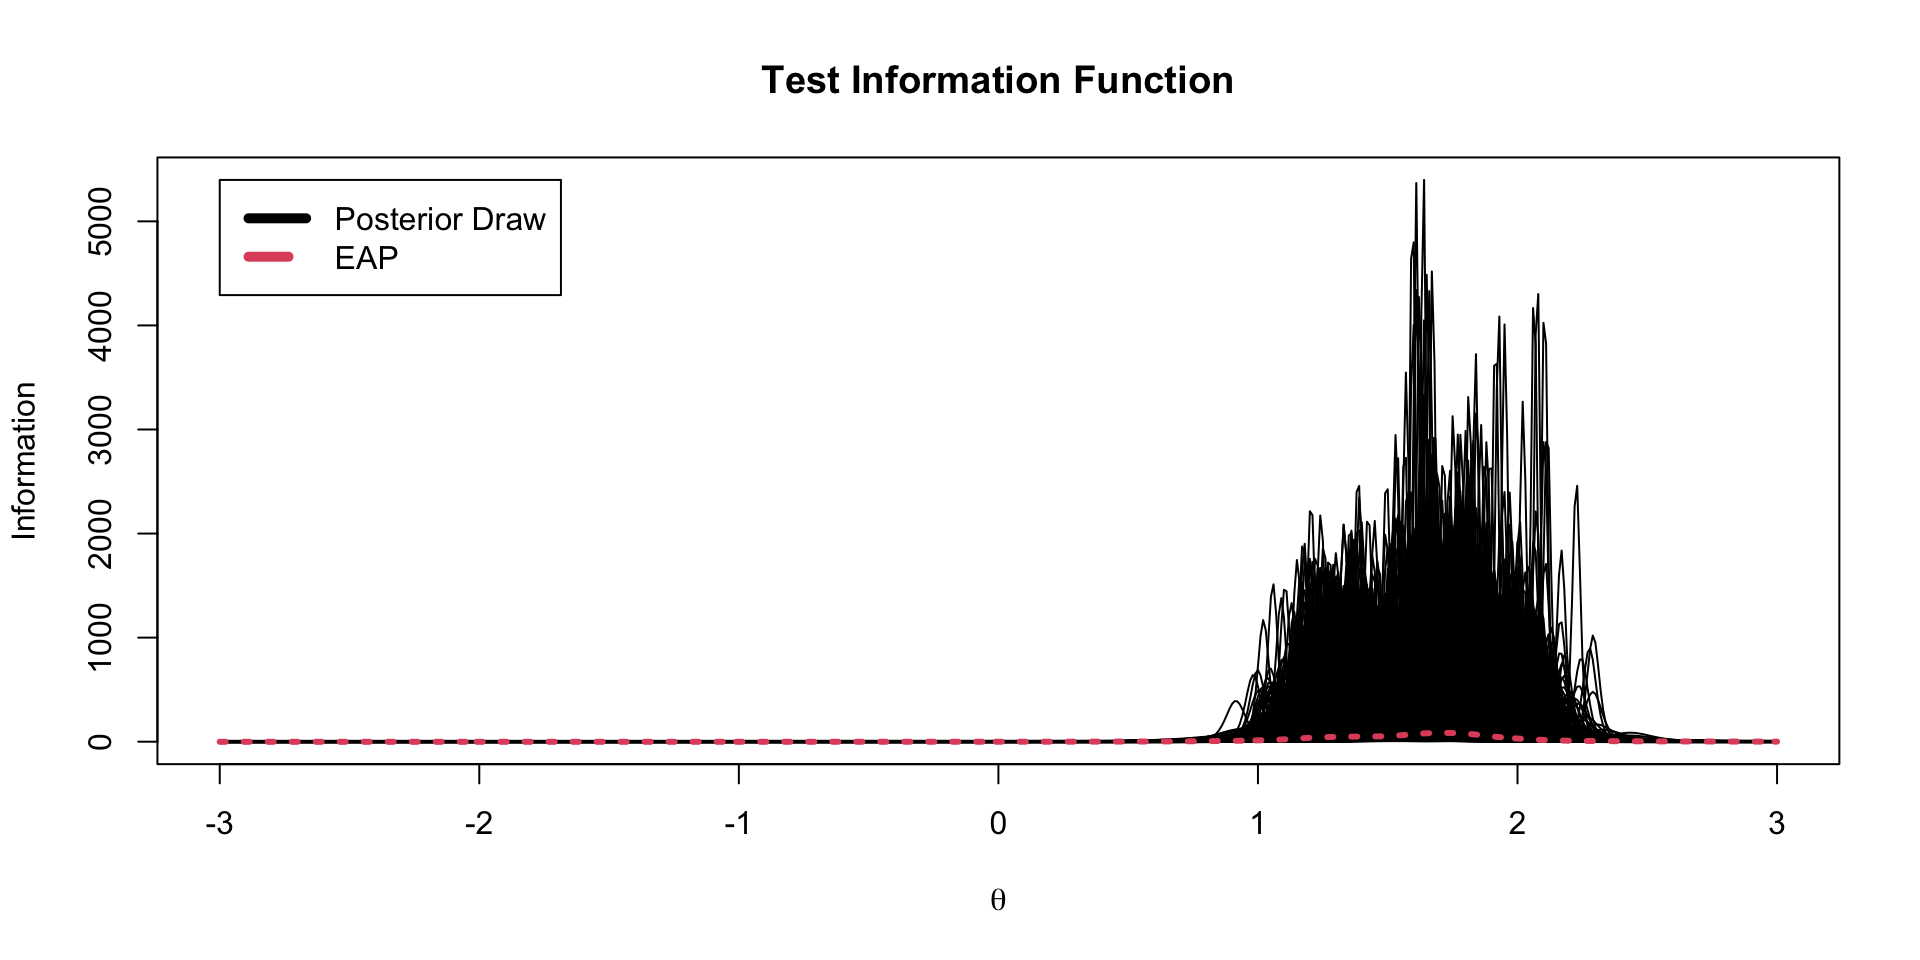 Test Information Function
Posterior Draw
EAP
Information
5000
4000
3000
2000
1000
0
-3
-2
-1
0
1
2
3
θ